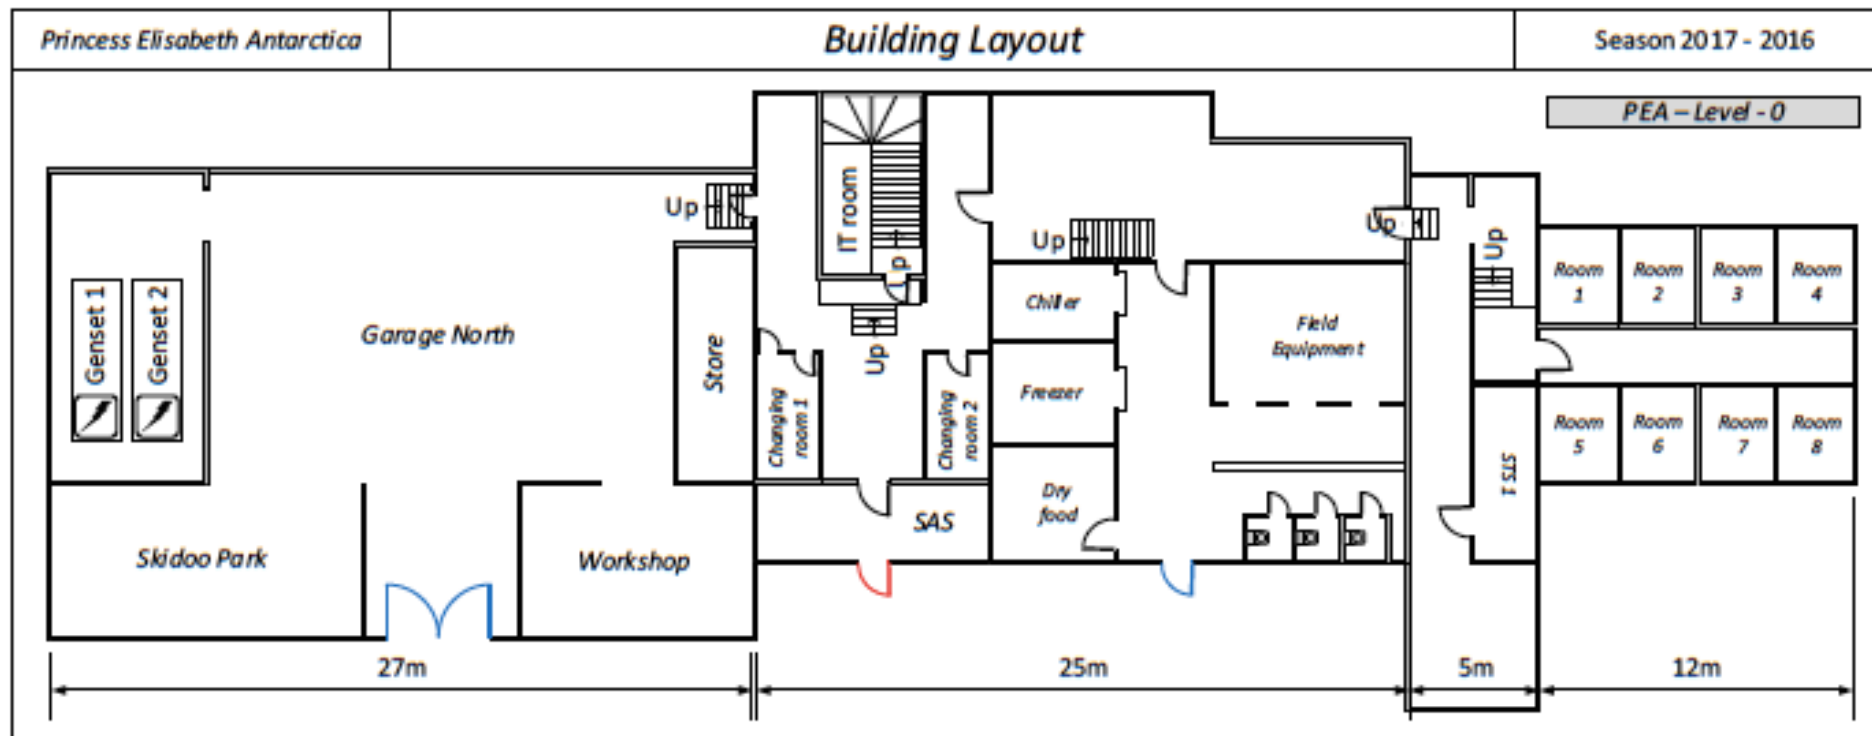 Princess Elisabeth Antarctica
Building Layout
Season 2017 - 2016
PEA – Level - 0
Genset 1
Genset 2
Garage North
Store
Skidoo Park
Workshop
Up
IT room
Up
Up
Changing
room 1
Changing
room 2
SAS
Up
Chiller
Freezer
Dry
food
Field
Equipment
Up
Up
STS1
Room
1
Room
2
Room
3
Room
4
Room
5
Room
6
Room
7
Room
8
27m
25m
5m
12m